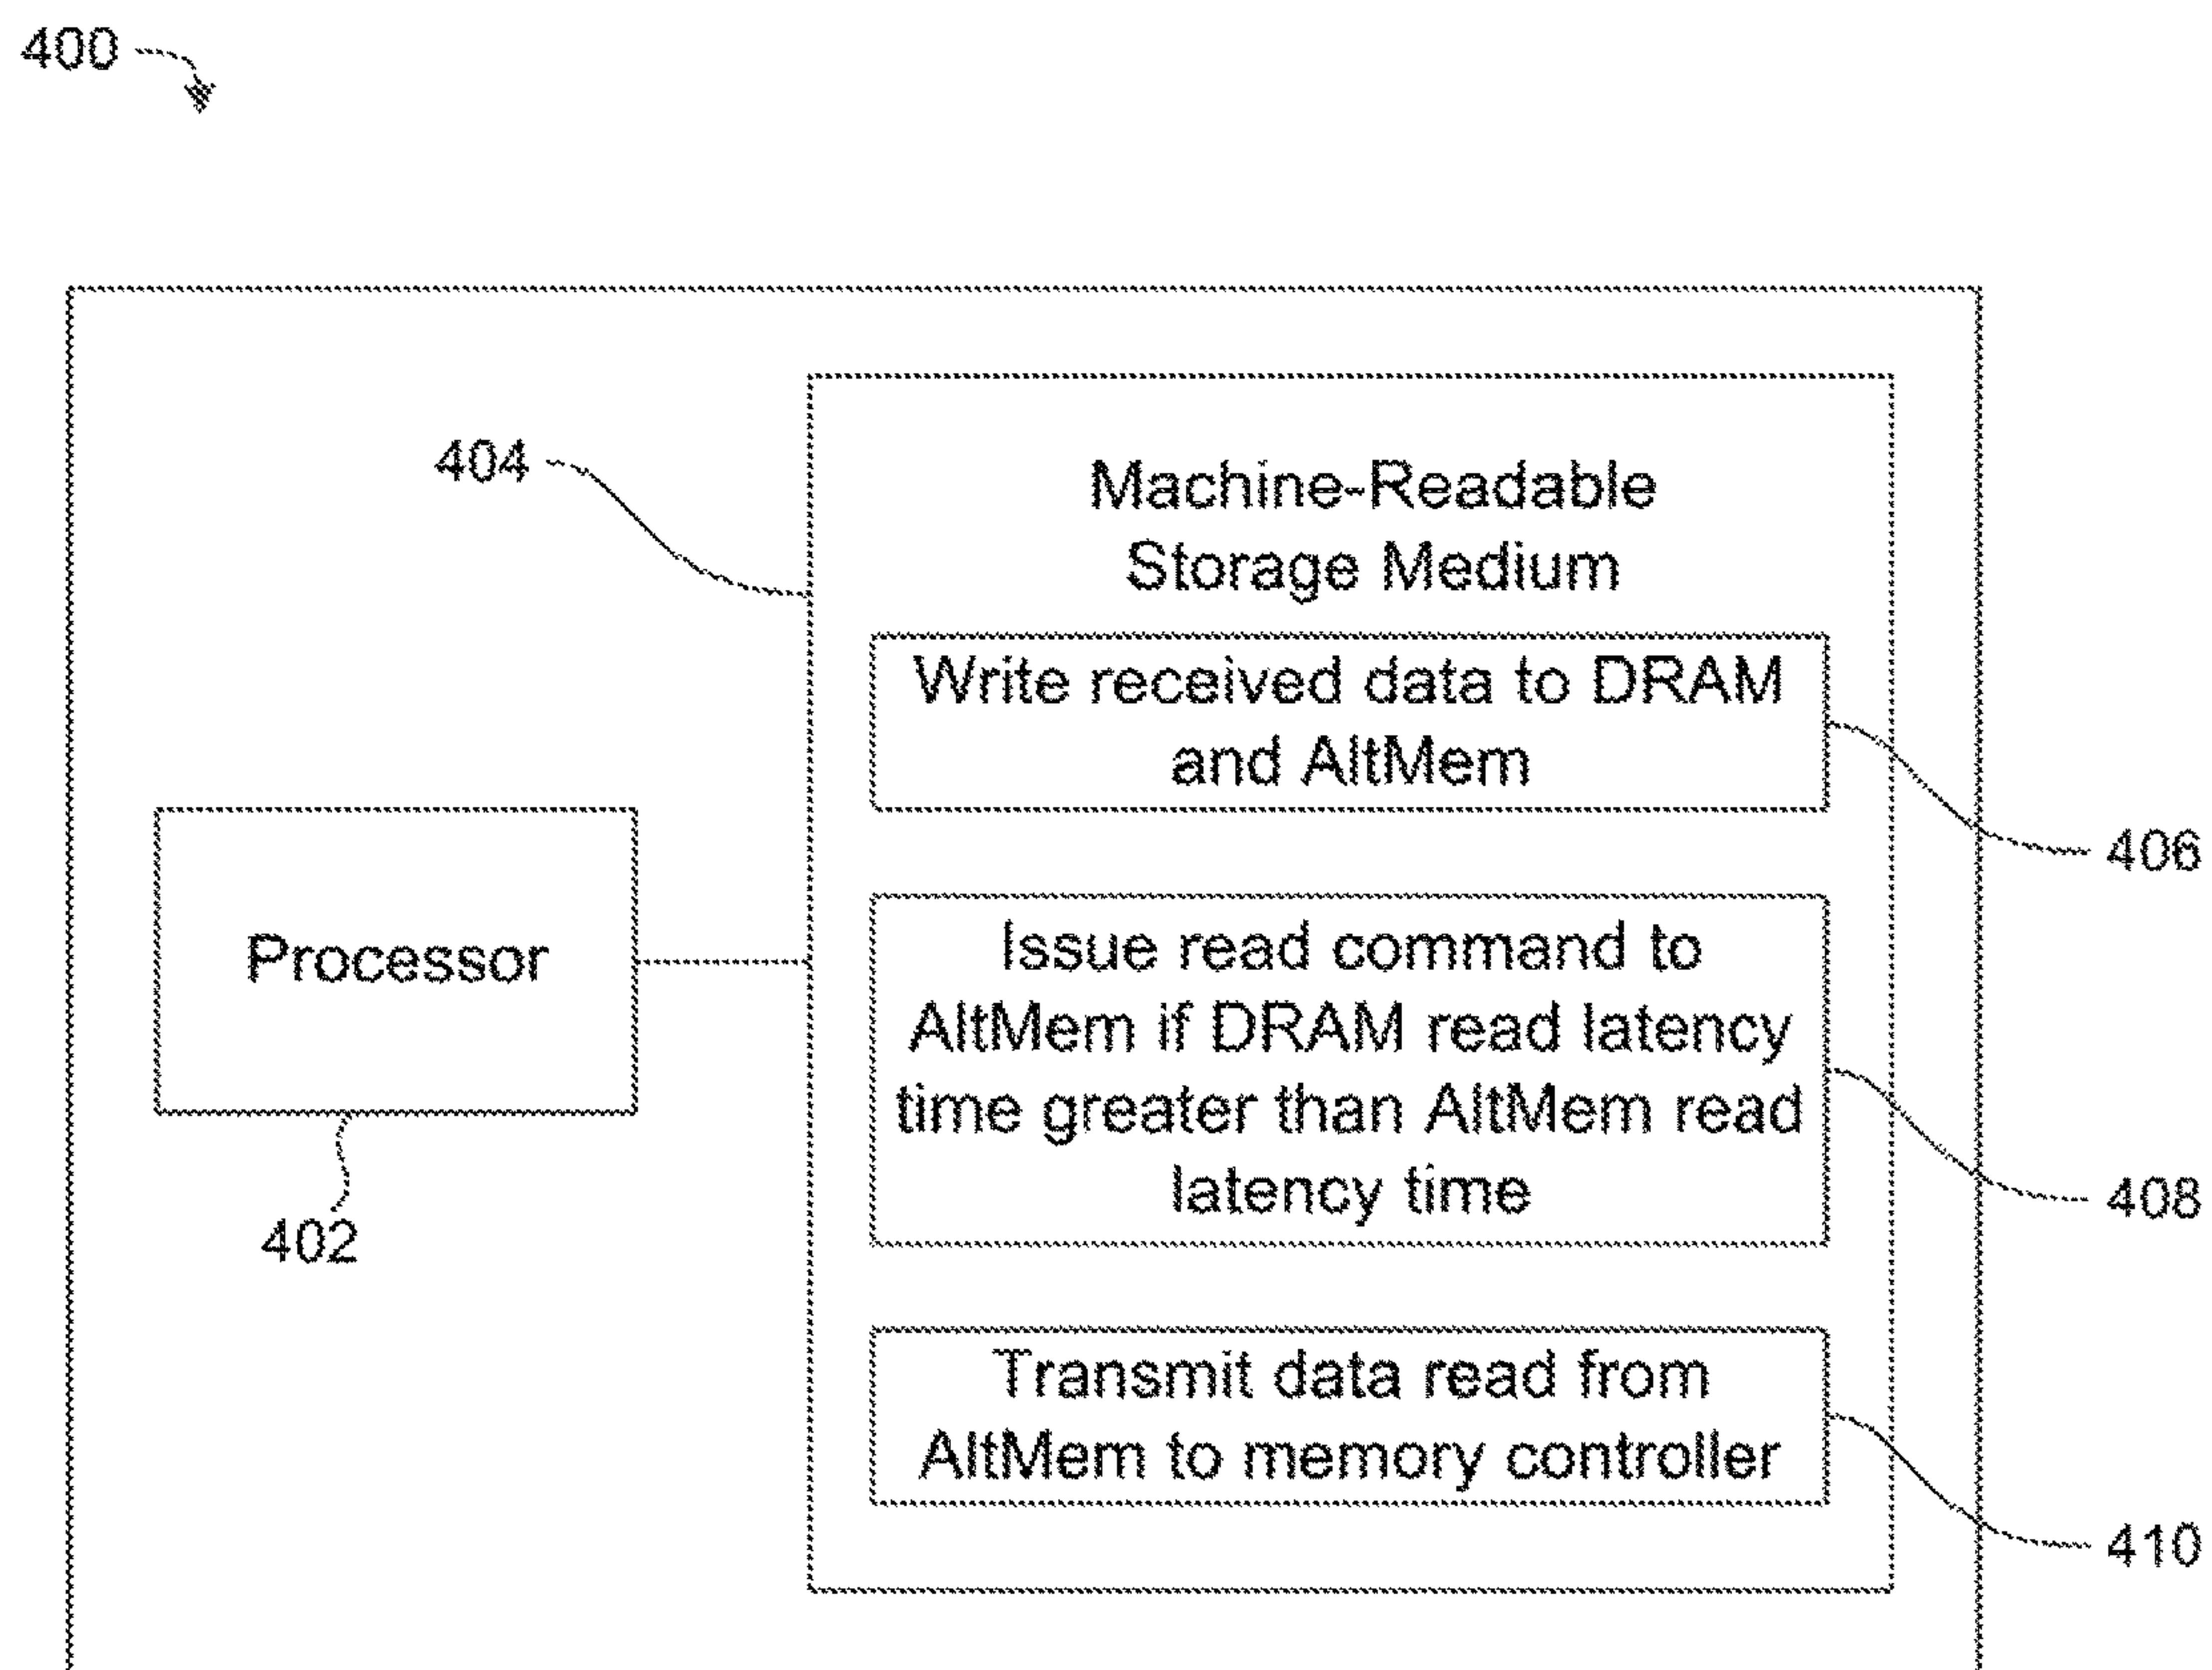 400
404
Machine-Readable
Storage Medium
Write received data to DRAM
and AltMem
406
Processor
402
Issue read command to
AltMem if DRAM read latency
time greater than AltMem read
latency time
408
Transmit data read from
AltMem to memory controller
410